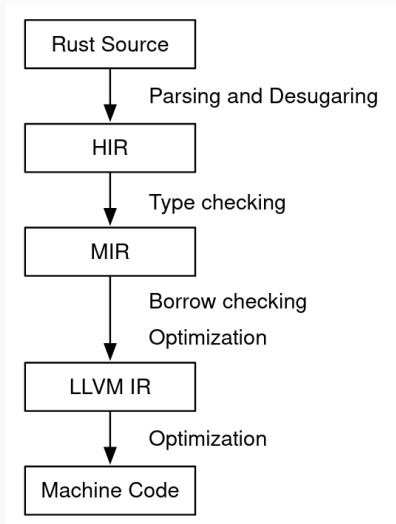 Rust Source
Parsing and Desugaring
HIR
Type checking
MIR
Borrow checking
Optimization
LLVM IR
Optimization
Machine Code